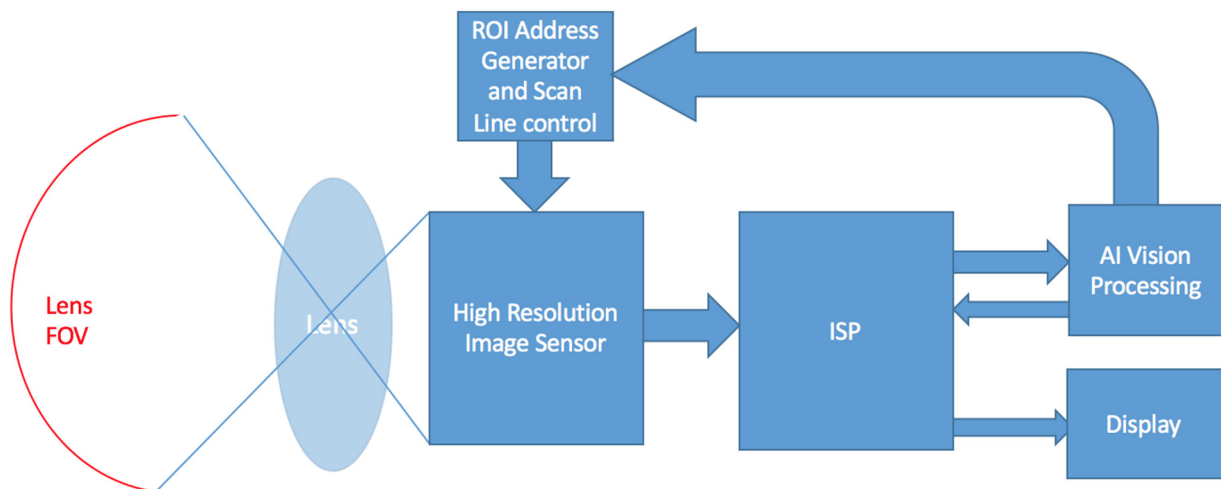 ROI Address
Generator
and Scan
Line control
Lens
FOV
Lens
High Resolution
Image Sensor
ISP
AI Vision
Processing
Display